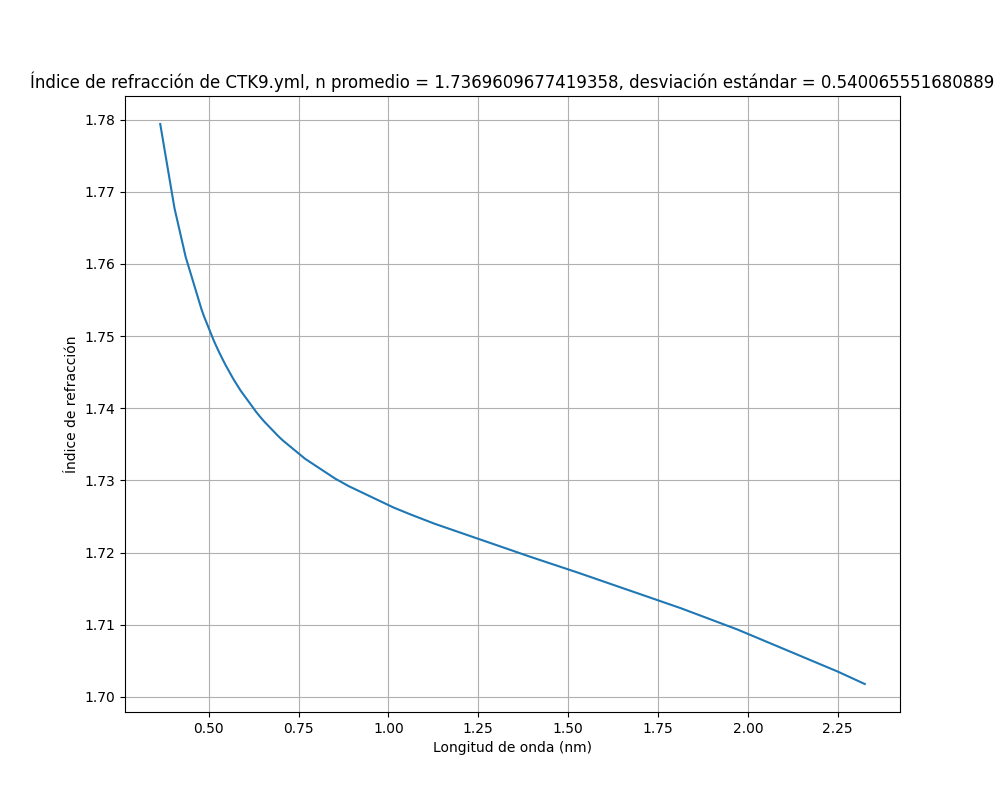 Índice de refracción de CTK9.yml, n promedio = 1.7369609677419358, desviación estándar = 0.540065551680889
1.78
1.77
1.76
1.75
1.74
1.73
1.72
1.71
1.70
Índice de refracción
0.50 0.75 1.00 1.25 1.50 1.75 2.00 2.25
Longitud de onda (nm)